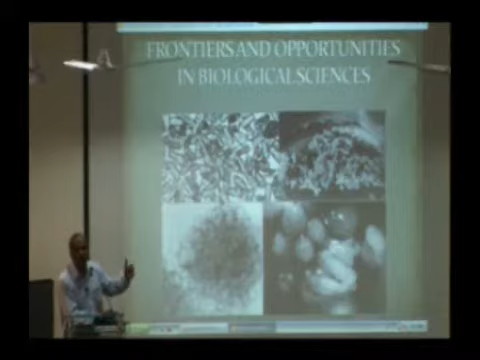 FRONTIERS AND OPPORTUNITIES
IN BIOLOGICAL SCIENCES